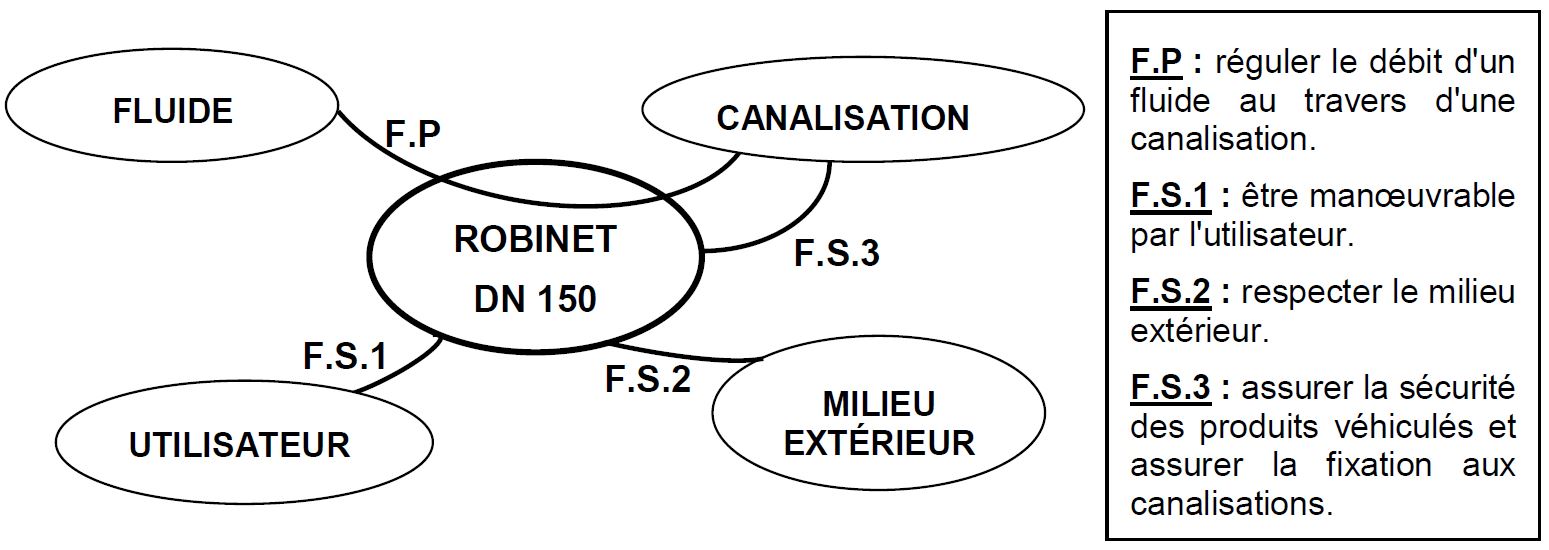 FLUIDE
F.P
CANALISATION
ROBINET
DN 150
F.S.3
F.S.1
F.S.2
UTILISATEUR
MILIEU
EXTÉRIEUR
F.P : réguler le débit d'un
fluide au travers d'une
canalisation.
F.S.1 : être manœuvrable
par l'utilisateur.
F.S.2 : respecter le milieu
extérieur.
F.S.3 : assurer la sécurité
des produits véhiculés et
assurer la fixation aux
canalisations.